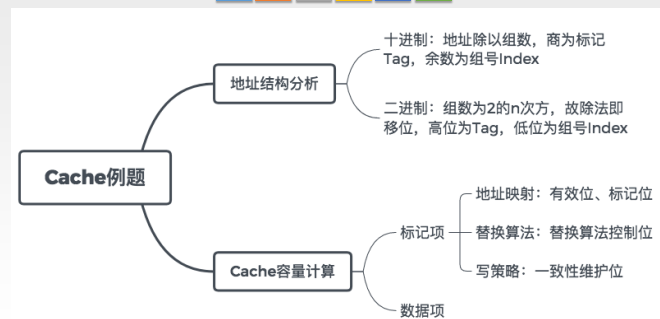 十进制：地址除以组数，商为标记
Tag，余数为组号Index
地址结构分析
二进制：组数为2的n次方，故除法即
移位，高位为Tag，低位为组号Index
Cache例题
地址映射：有效位、标记位
标记项
替换算法：替换算法控制位
Cache容量计算
写策略：一致性维护位
数据项